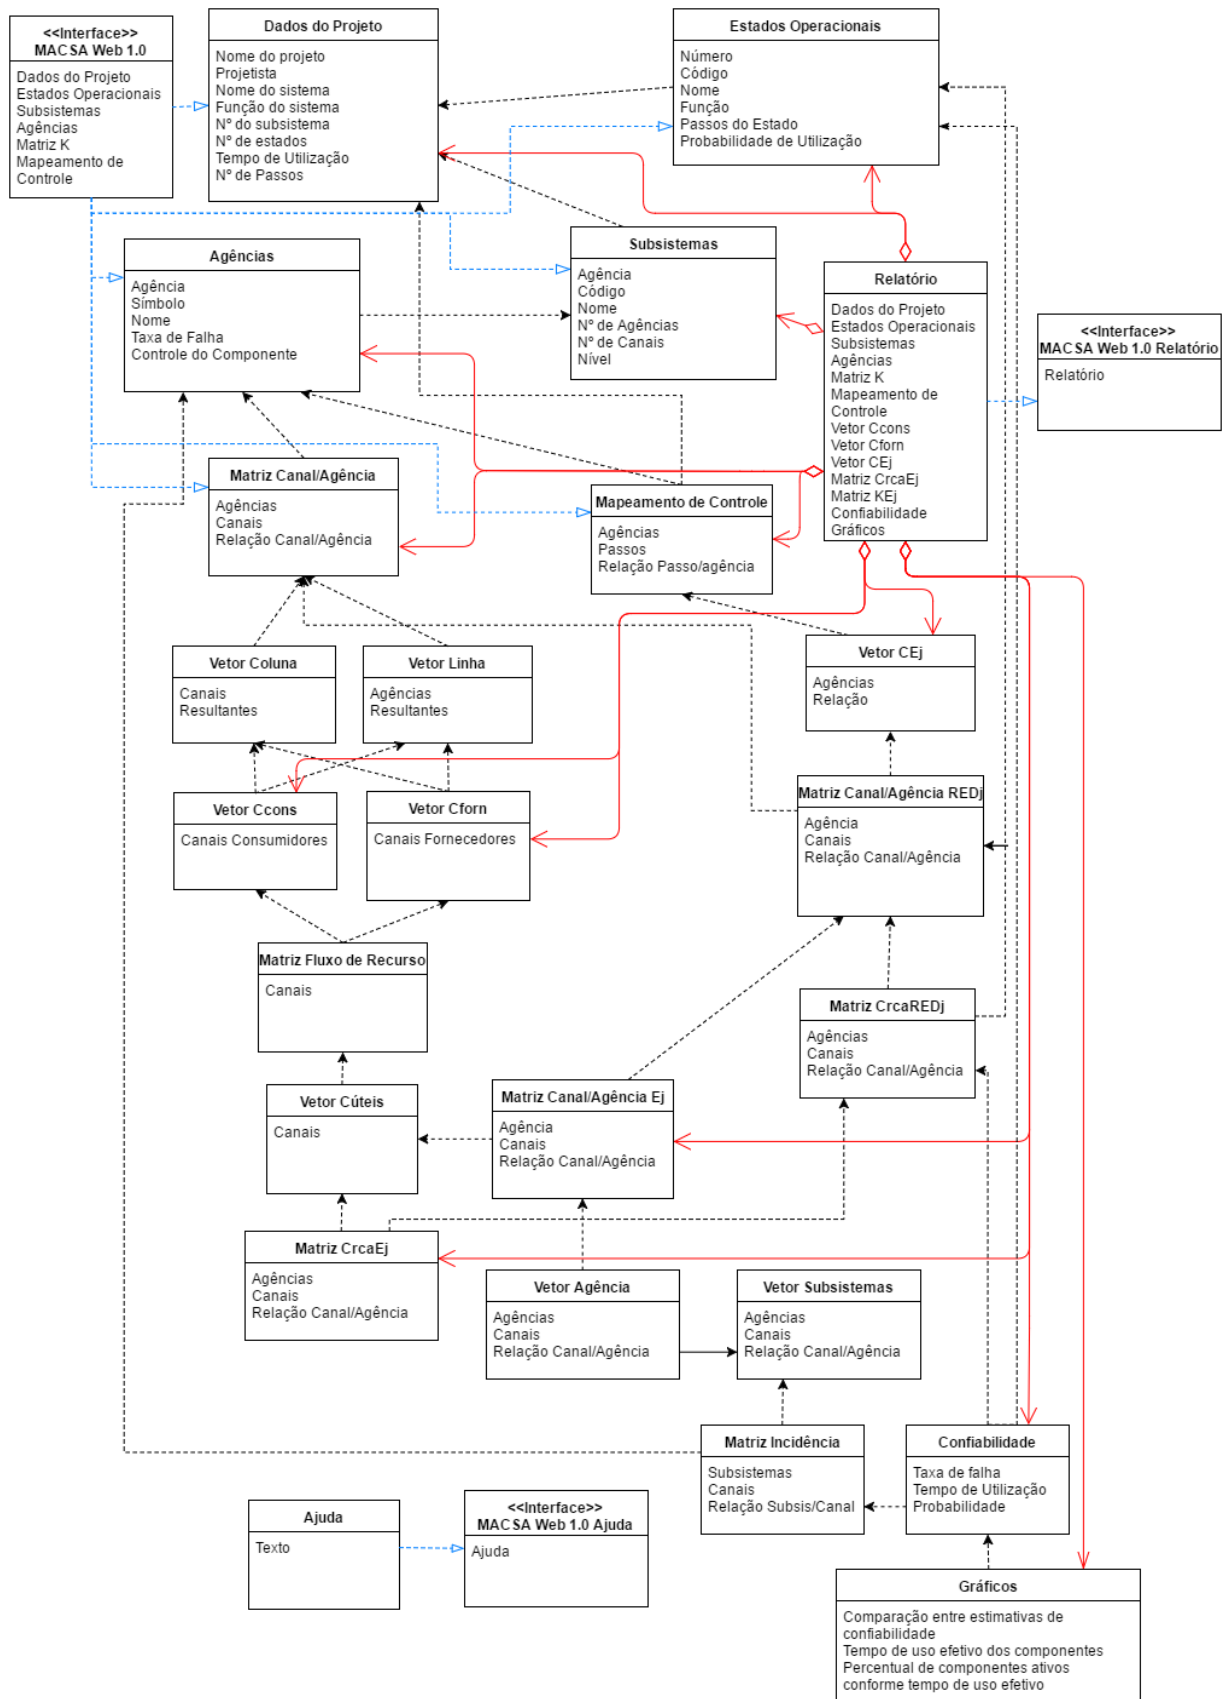 <<Interface>>
MACSA Web 1.0
Dados do Projeto
Estados Operacionais
Subsistemas
Agências
Matriz K
Mapeamento de
Controle
Dados do Projeto
Nome do projeto
Projetista
Nome do sistema
Função do sistema
Nº do subsistema
Nº de estados
Tempo de Utilização
Nº de Passos
Estados Operacionais
Número
Código
Nome
Função
Passos do Estado
Probabilidade de Utilização
Agências
Agência
Símbolo
Nome
Taxa de Falha
Controle do Componente
Subsistemas
Agência
Código
Nome
Nº de Agências
Nº de Canais
Nível
Relatório
Dados do Projeto
Estados Operacionais
Subsistemas
Agências
Matriz K
Mapeamento de
Controle
Vetor Ccons
Vetor Cforn
Vetor CEj
Matriz CrcaEj
Matriz KEj
Confiabilidade
Gráficos
<<Interface>>
MACSA Web 1.0 Relatório
Relatório
Matriz Canal/Agência
Agências
Canais
Relação Canal/Agência
Mapeamento de Controle
Agências
Passos
Relação Passo/agência
Vetor Coluna
Canais
Resultantes
Vetor Linha
Agências
Resultantes
Vetor CEj
Agências
Relação
Vetor Ccons
Canais Consumidores
Vetor Cforn
Canais Fornecedores
Matriz Canal/Agência REDj
Agência
Canais
Relação Canal/Agência
Matriz Fluxo de Recurso
Canais
Matriz CrcaREDj
Agências
Canais
Relação Canal/Agência
Vetor Cúteis
Canais
Matriz Canal/Agência Ej
Agência
Canais
Relação Canal/Agência
Matriz CrcaEj
Agências
Canais
Relação Canal/Agência
Vetor Agência
Agências
Canais
Relação Canal/Agência
Vetor Subsistemas
Agências
Canais
Relação Canal/Agência
Matriz Incidência
Subsistemas
Canais
Relação Subsis/Canal
Confiabilidade
Taxa de falha
Tempo de Utilização
Probabilidade
Ajuda
Texto
<<Interface>>
MACSA Web 1.0 Ajuda
Ajuda
Gráficos
Comparação entre estimativas de
confiabilidade
Tempo de uso efetivo dos componentes
Percentual de componentes ativos
conforme tempo de uso efetivo